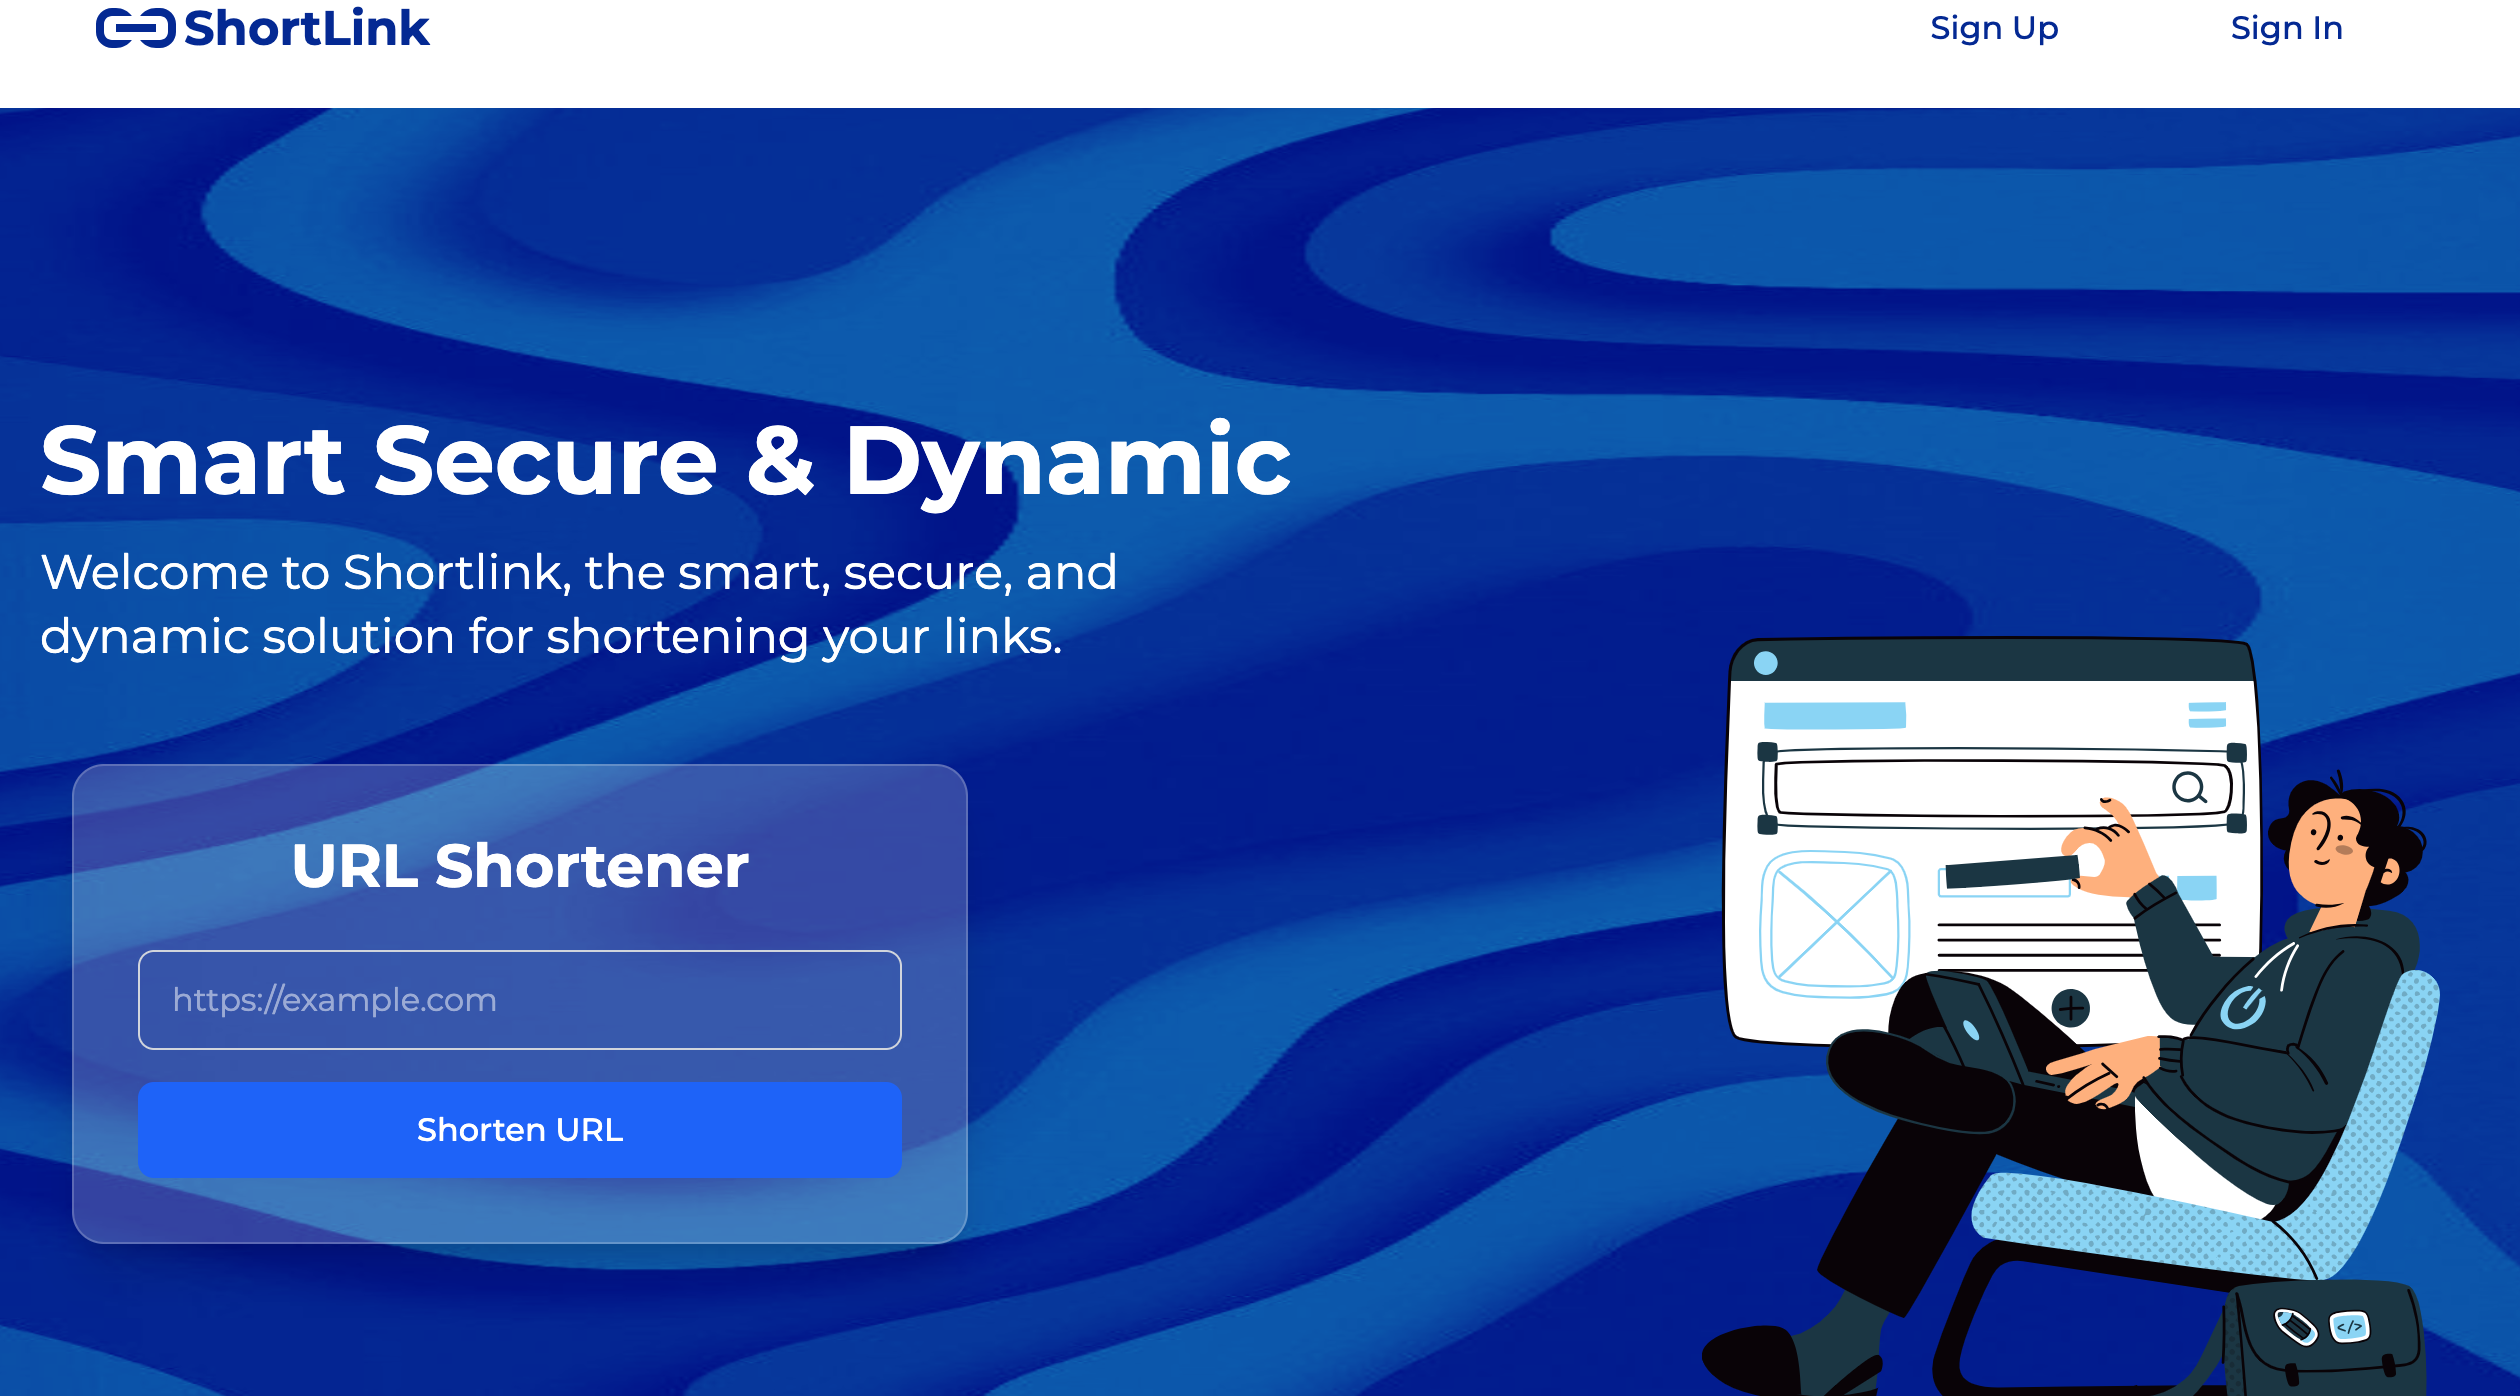 ShortLink
Sign Up
Sign In
Smart Secure & Dynamic
Welcome to Shortlink, the smart, secure, and
dynamic solution for shortening your links.
URL Shortener
https://example.com
Shorten URL
</>